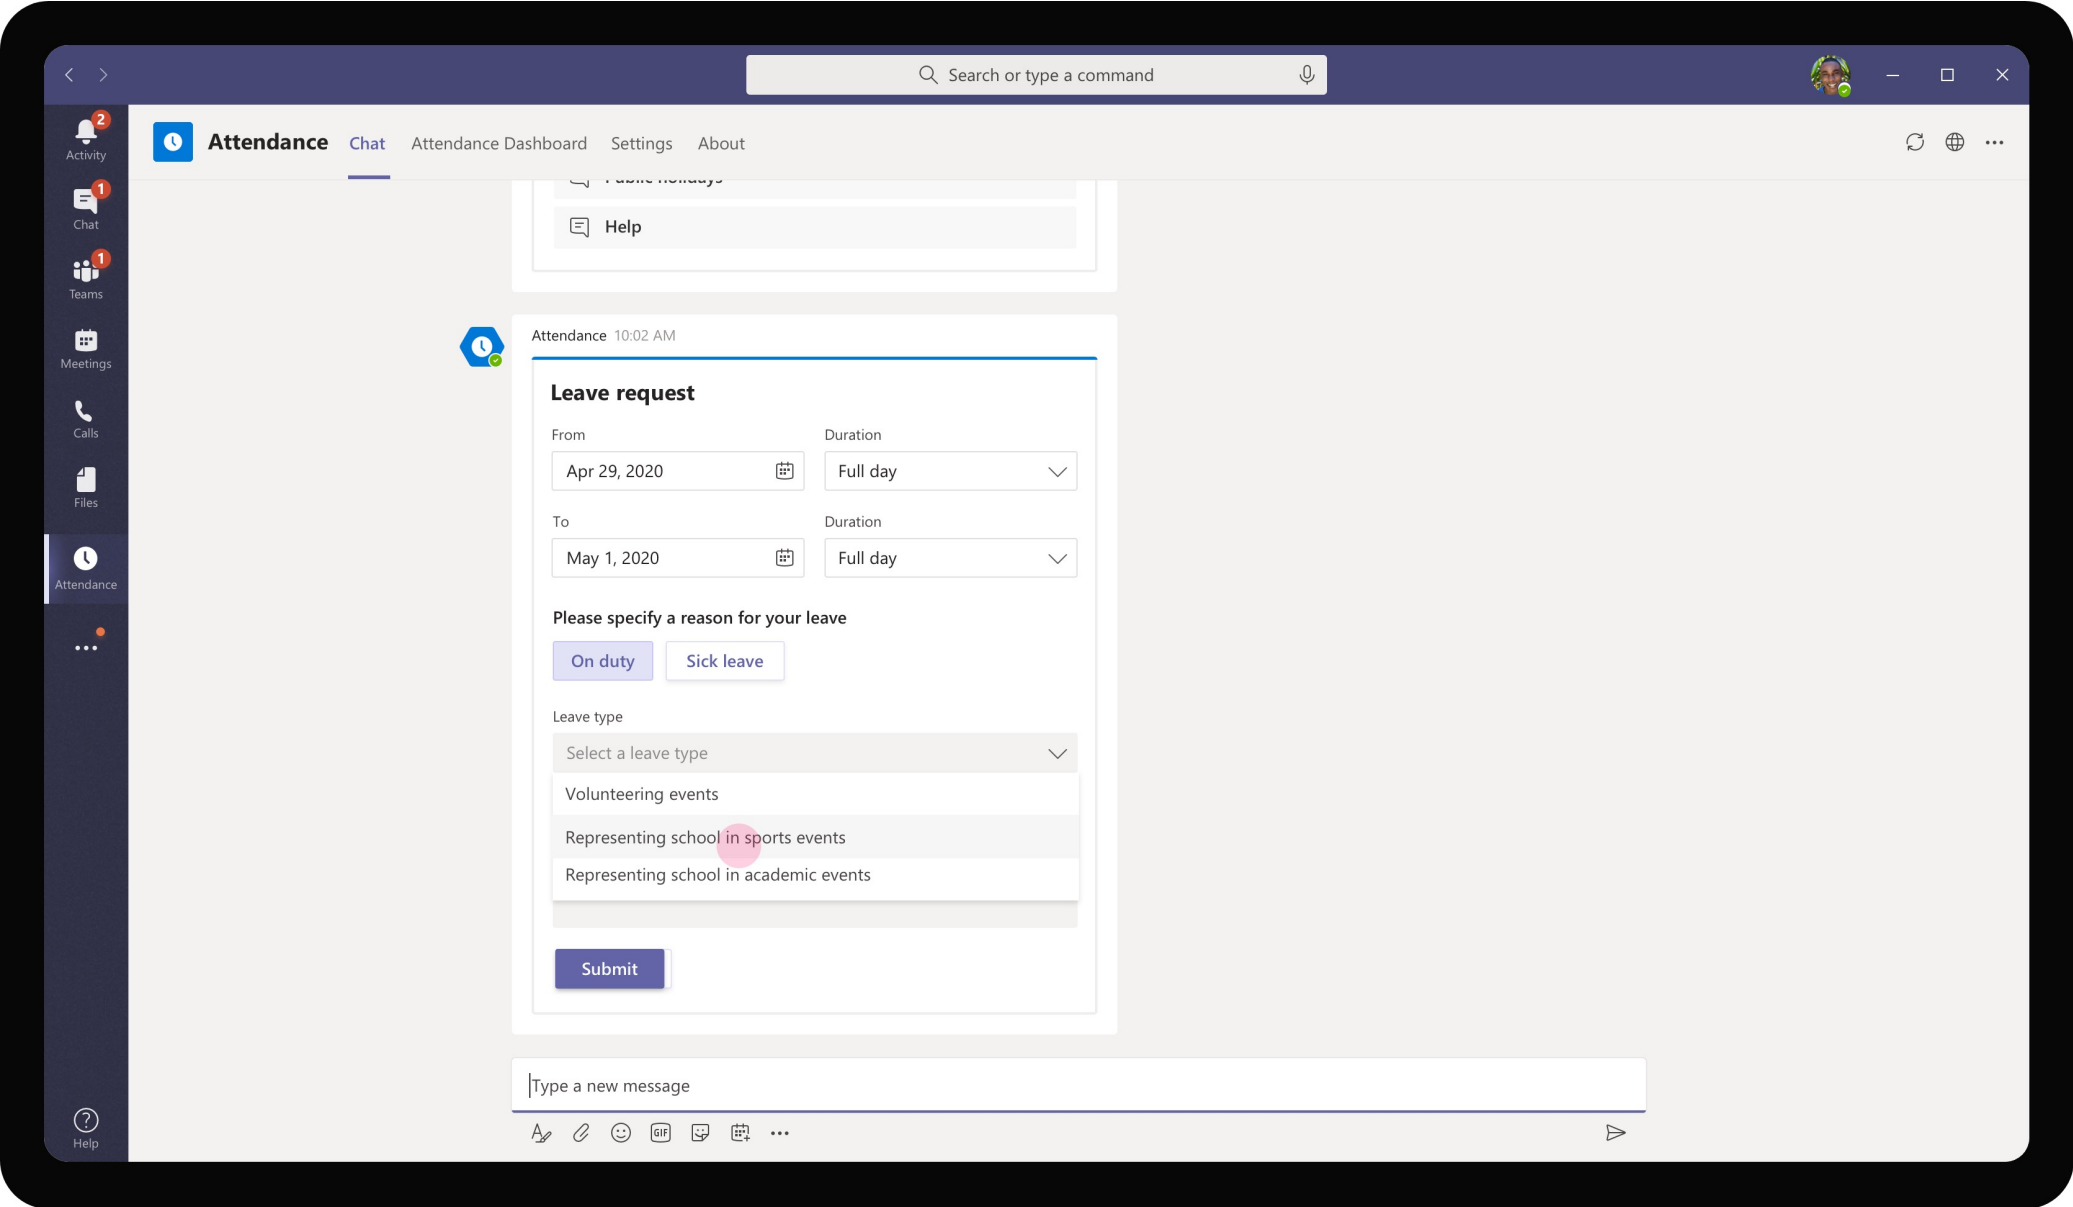 Search or type a command
2
Activity
Attendance
Chat
Attendance Dashboard
Settings
About
1
Chat
Public holidays
Help
1
Teams
Meetings
Calls
Files
Attendance
Help
Attendance 10:02 AM
Leave request
From
Duration
Apr 29, 2020
Full day
To
Duration
May 1, 2020
Full day
Please specify a reason for your leave
On duty
Sick leave
Leave type
Select a leave type
Volunteering events
Representing school in sports events
Representing school in academic events
Submit
Type a new message
GIF